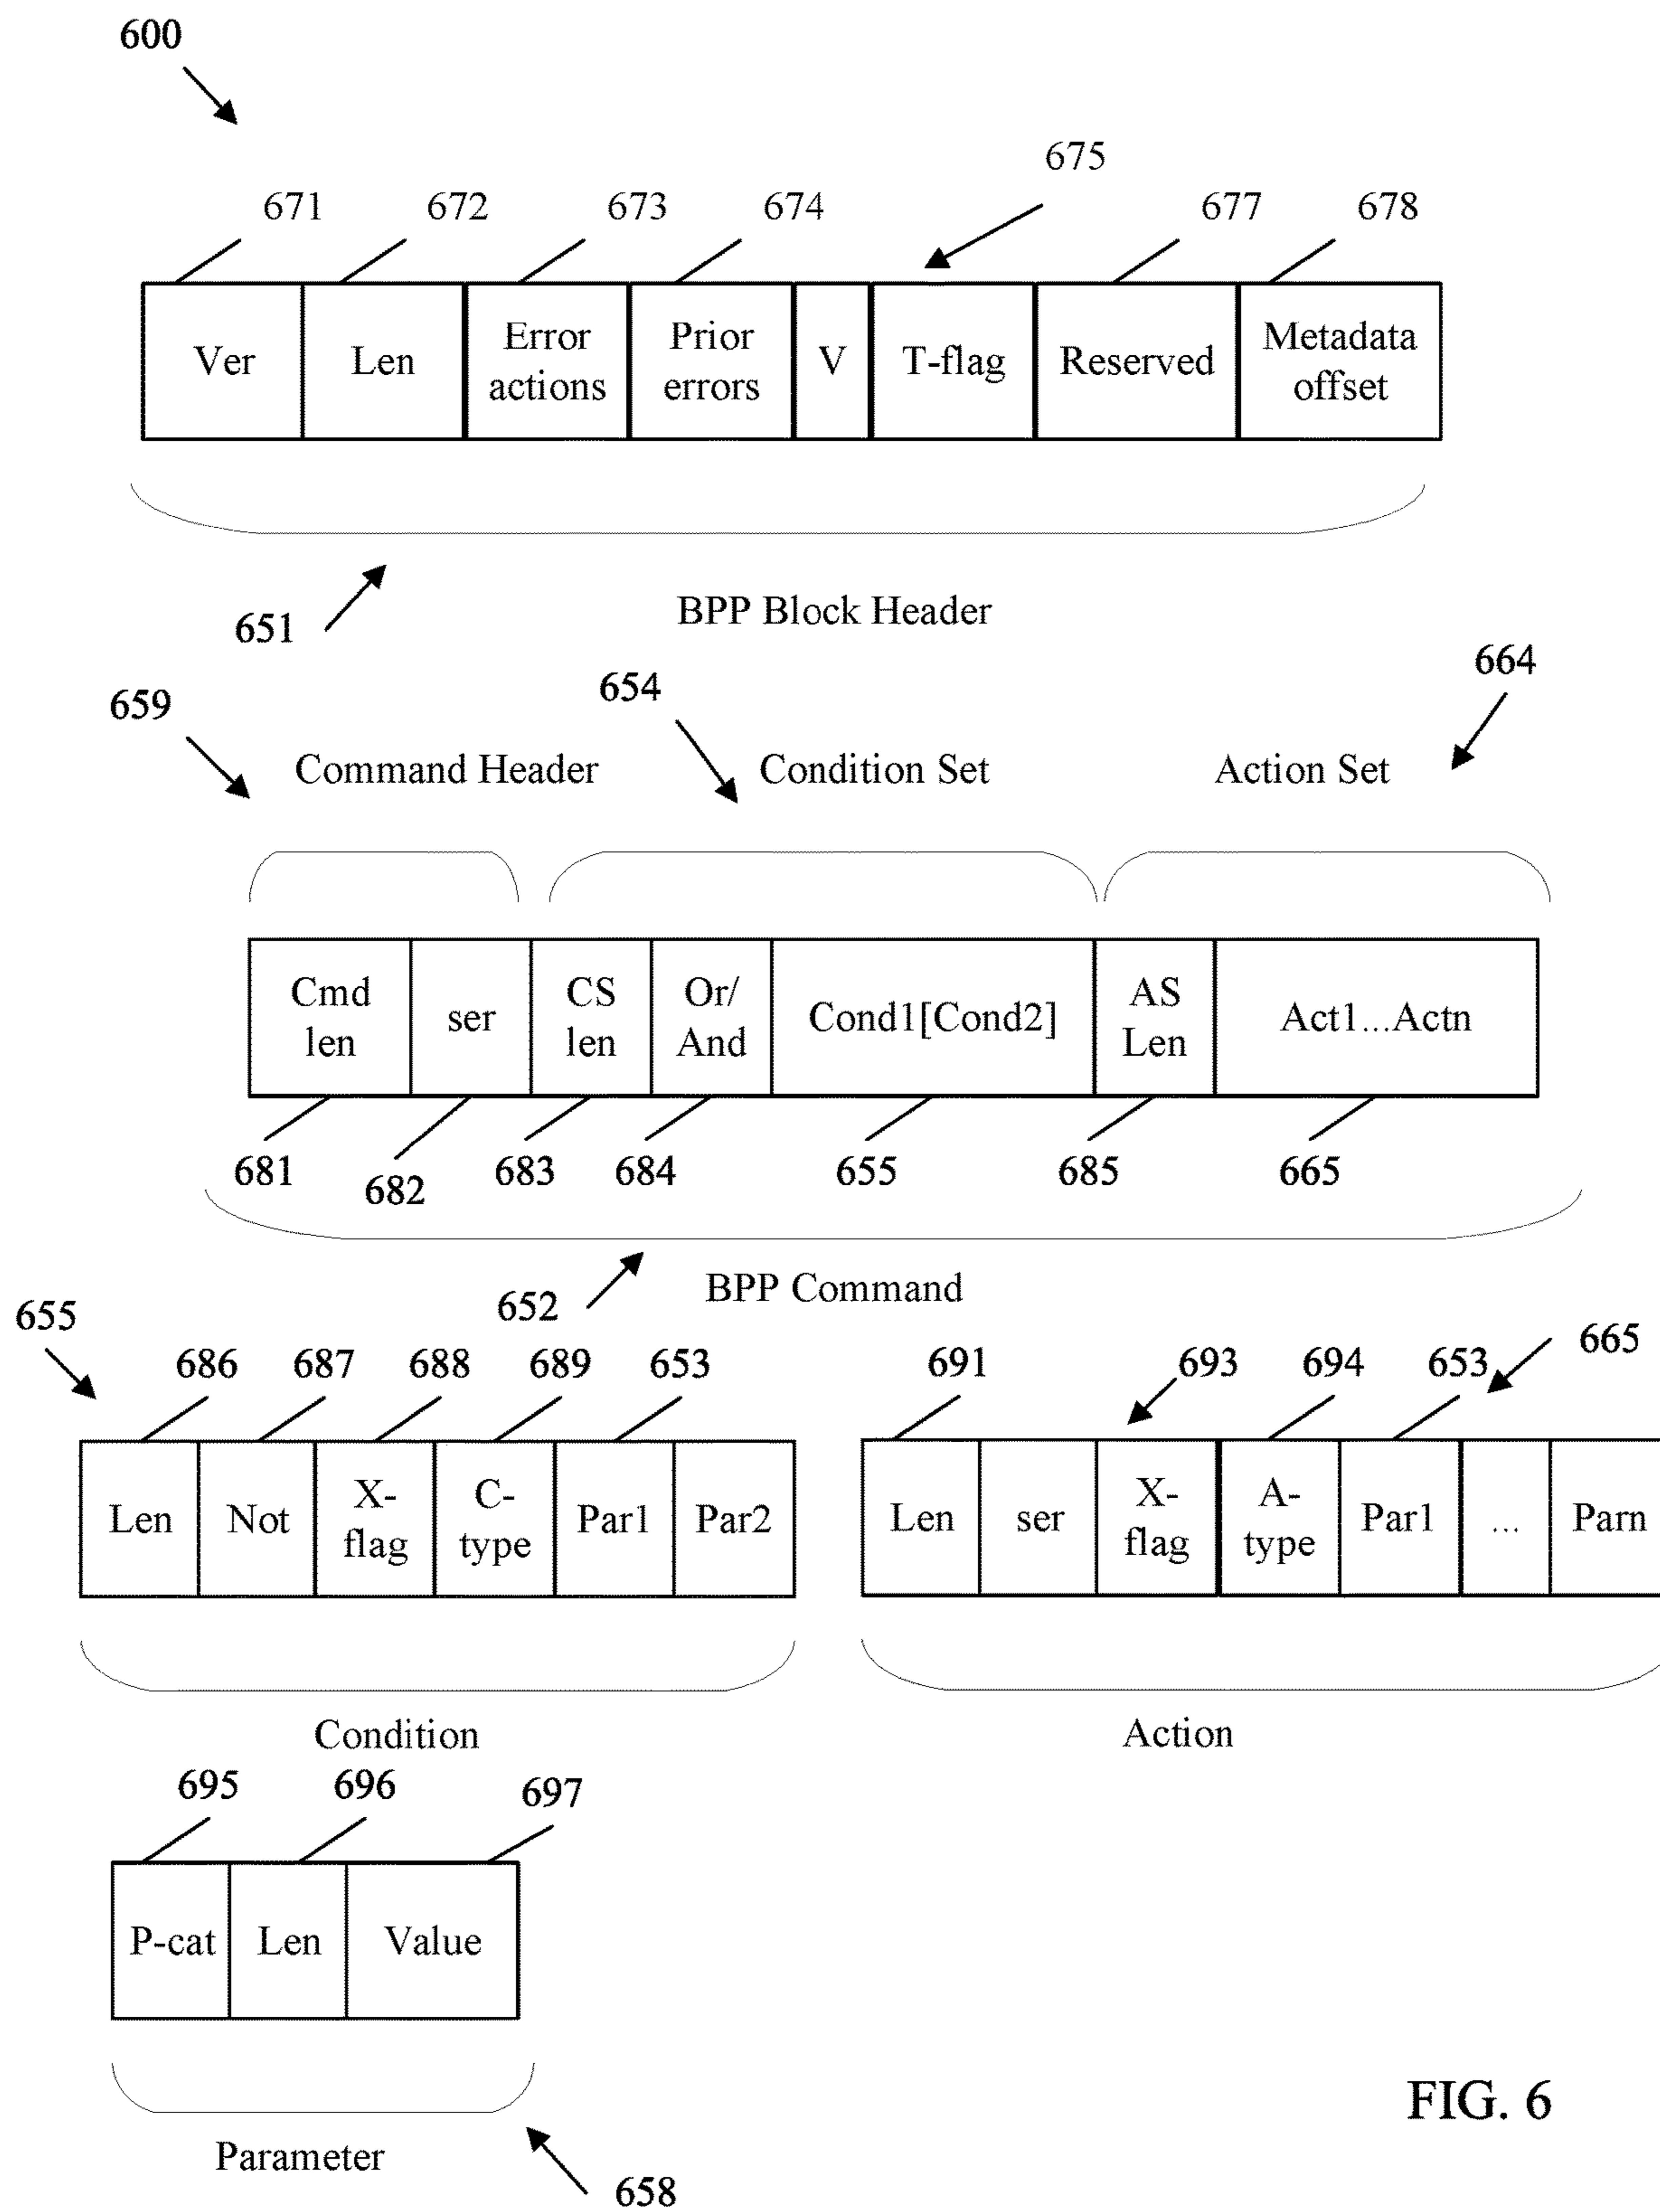 600
675
671 672 673 674 677 678
Ver Len Error actions Prior errors V T-flag Reserved Metadata offset
651
BPP Block Header
659 654 664
Command Header Condition Set Action Set
Cmd len ser CS len Or/ And Cond1[Cond2] AS Len Act1...Actn
681 682 683 684 655 685 665
652
BPP Command
655 686 687 688 689 653
691 693 694 653 665
Len Not X- flag C- type Par1 Par2
Len ser X- flag A- type Par1 ... Parn
Condition
Action
695 696 697
P-cat Len Value
Parameter
658
FIG. 6